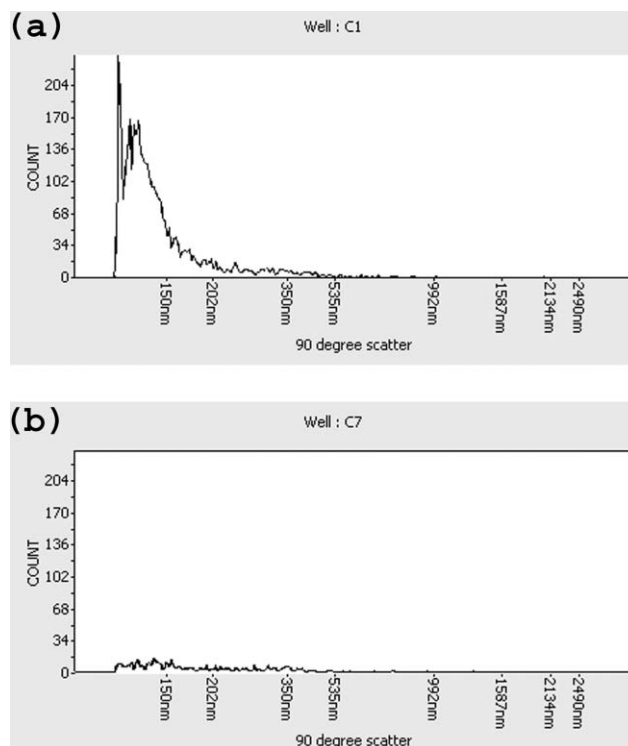 (a)
Well : C1
COUNT
204
170
136
102
68
34
0
150nm
202nm
350nm
535nm
992nm
1587nm
2134nm
2490nm
90 degree scatter
(b)
Well : C7
COUNT
204
170
136
102
68
34
0
150nm
202nm
350nm
535nm
992nm
1587nm
2134nm
2490nm
90 degree scatter